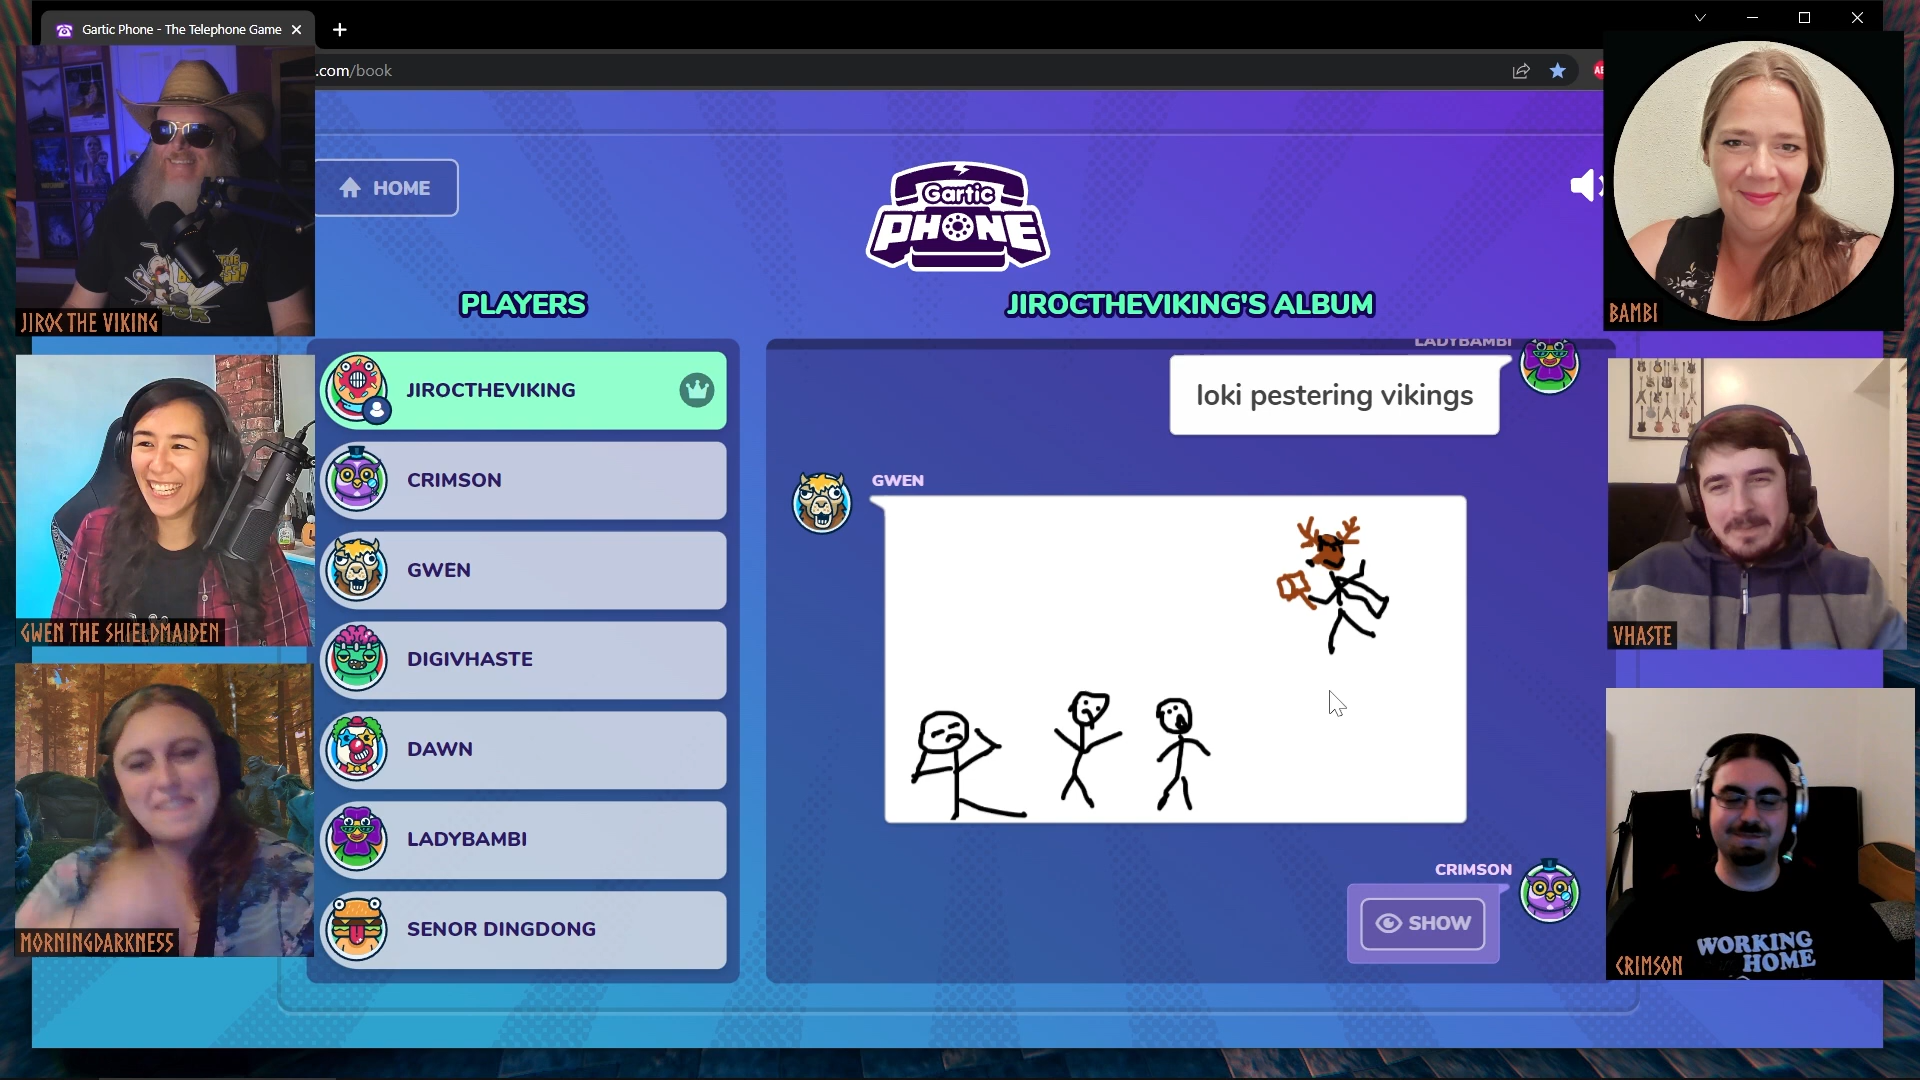 Gartic Phone - The Telephone Game
.com/book
HOME
Gartic
PHONE
PLAYERS
JIROCTHEVIKING'S ALBUM
JIROCTHEVIKING
CRIMSON
GWEN
DIGIVHASTE
DAWN
LADYBAMBI
SENOR DINGDONG
LADYBAMBI
loki pestering vikings
GWEN
CRIMSON
SHOW
JIROC THE VIKING
GWEN THE SHIELDMAIDEN
MORNINGDARKNESS
BAMBI
VHASTE
CRIMSON
WORKING
HOME